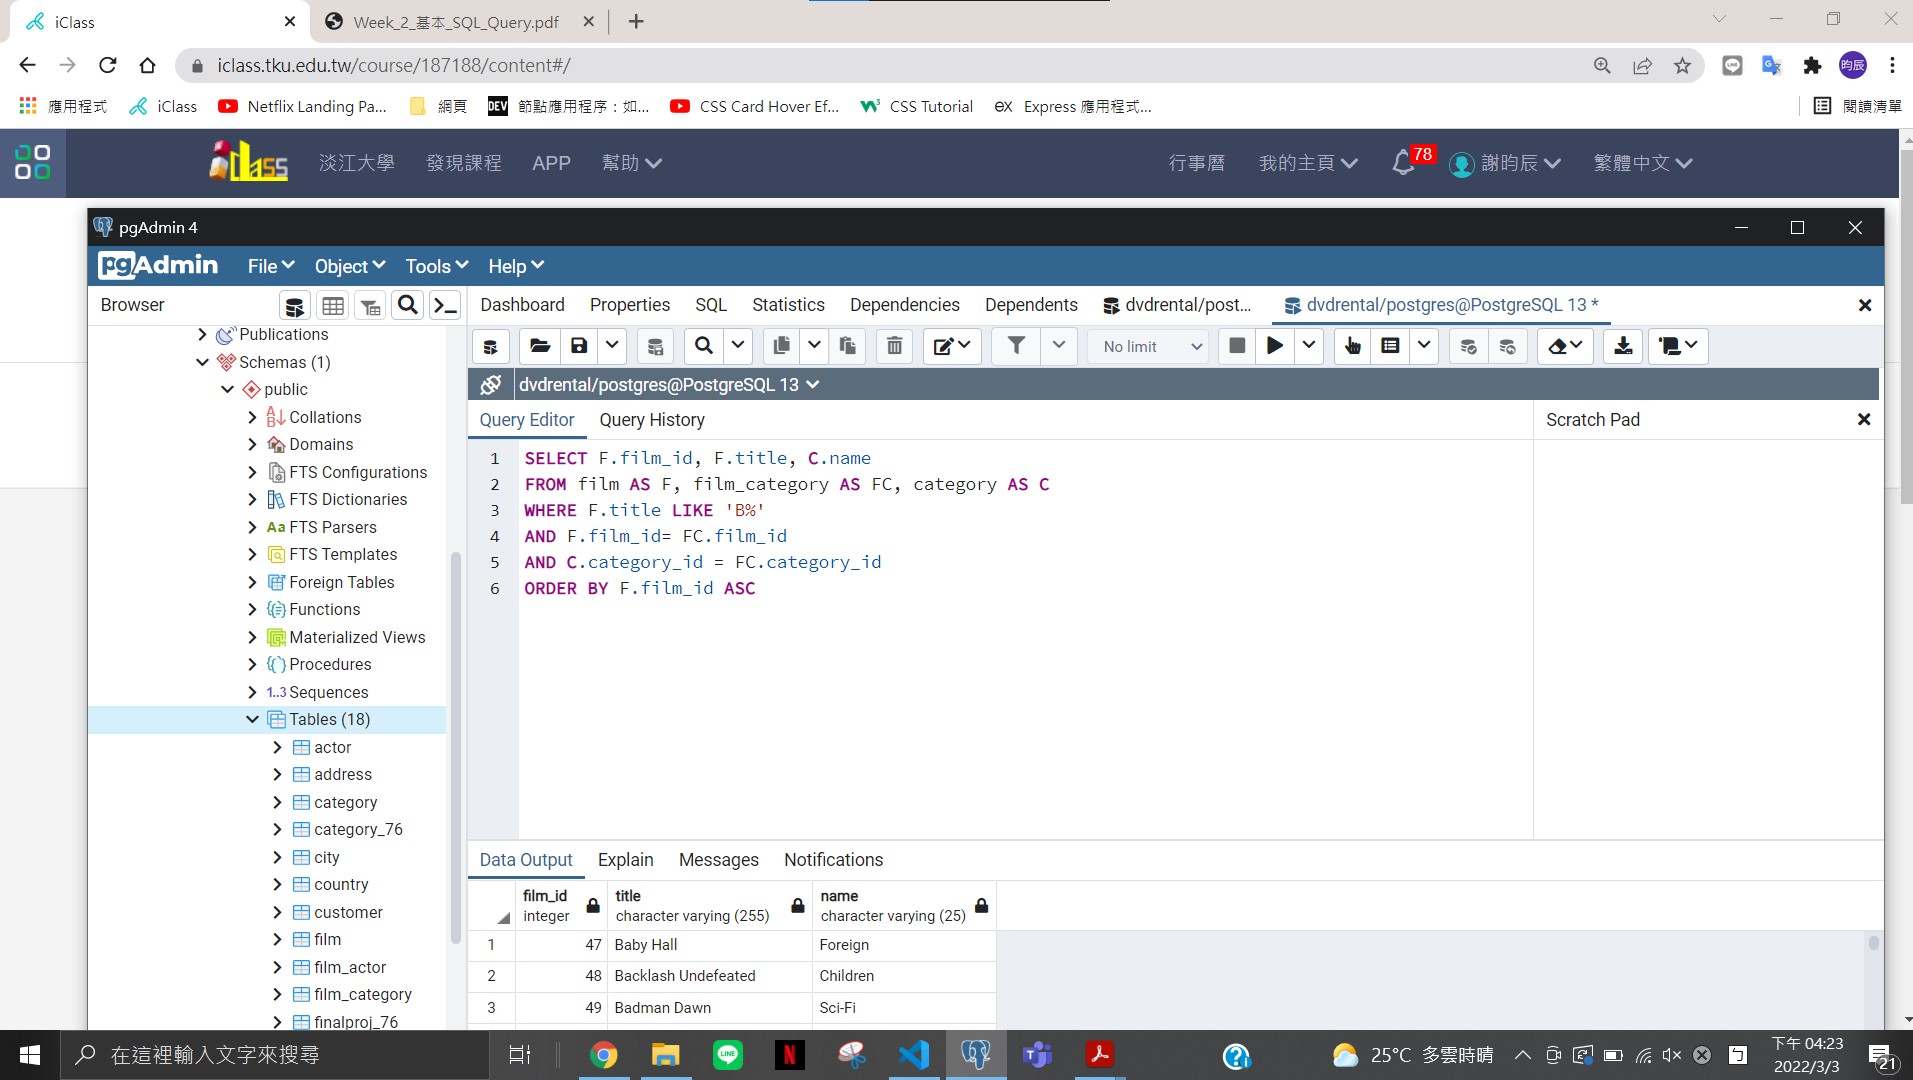 iClass
Week_2_基本_SQL_Query.pdf
iclass.tku.edu.tw/course/187188/content#/
昀辰
應用程式
iClass
Netflix Landing Pa...
網頁
DEV
節點應用程序：如...
CSS Card Hover Ef...
CSS Tutorial
ex
Express 應用程式...
閱讀清單
iClass
淡江大學
發現課程
APP
幫助
行事曆
我的主頁
78
謝昀辰
繁體中文
pgAdmin 4
pgAdmin
File
Object
Tools
Help
Browser
Dashboard
Properties
SQL
Statistics
Dependencies
Dependents
dvdrental/post...
dvdrental/postgres@PostgreSQL 13 *
No limit
dvdrental/postgres@PostgreSQL 13
Query Editor
Query History
Scratch Pad
Publications
Schemas (1)
public
Collations
Domains
FTS Configurations
FTS Dictionaries
Aa FTS Parsers
FTS Templates
Foreign Tables
Functions
Materialized Views
Procedures
1..3 Sequences
Tables (18)
actor
address
category
category_76
city
country
customer
film
film_actor
film_category
finalproj_76
1 SELECT F.film_id, F.title, C.name
2 FROM film AS F, film_category AS FC, category AS C
3 WHERE F.title LIKE 'B%'
4 AND F.film_id= FC.film_id
5 AND C.category_id = FC.category_id
6 ORDER BY F.film_id ASC
Data Output
Explain
Messages
Notifications
film_id
integer
title
character varying (255)
name
character varying (25)
1 47 Baby Hall Foreign
2 48 Backlash Undefeated Children
3 49 Badman Dawn Sci-Fi
在這裡輸入文字來搜尋
LINE
N
25°C 多雲時晴
下午 04:23
2022/3/3
21